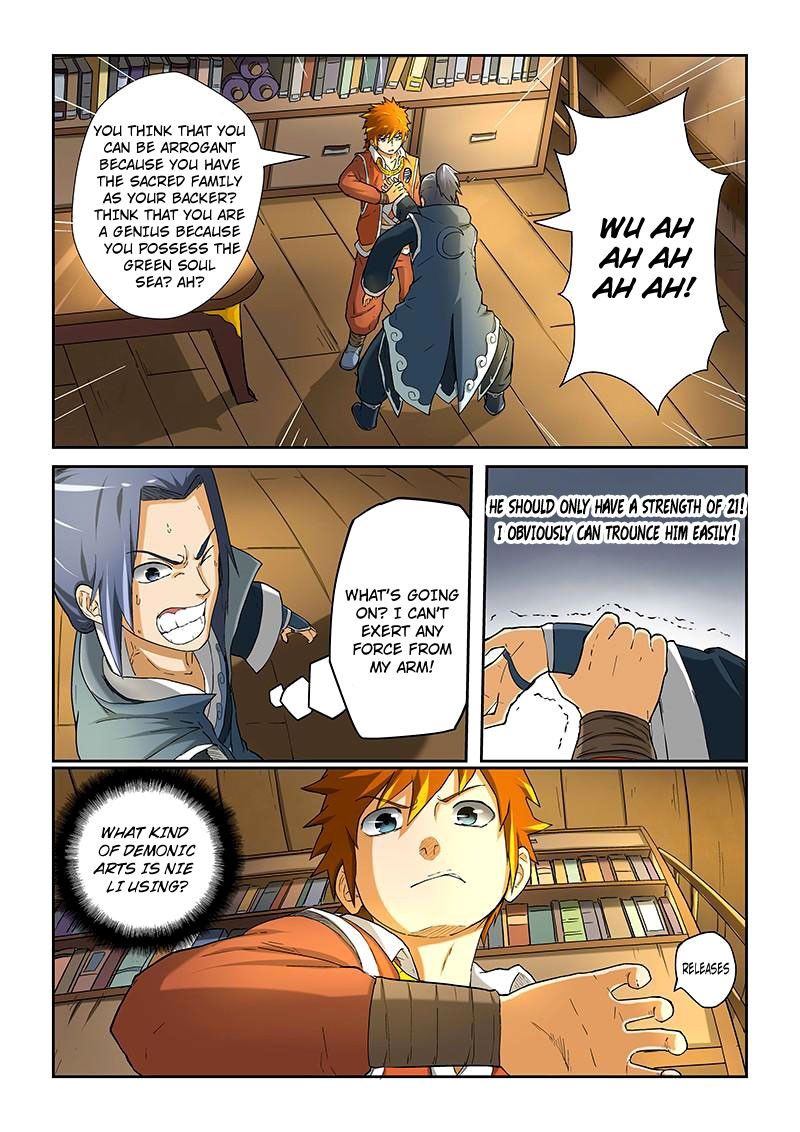 YOU THINK THAT YOU
CAN BE ARROGANT
BECAUSE YOU HAVE
THE SACRED FAMILY
AS YOUR BACKER?
THINK THAT YOU ARE
A GENIUS BECAUSE
YOU POSSESS THE
GREEN SOUL
SEA? AH?
WU AH
AH AH
AH AH!
WHAT'S GOING
ON? I CAN'T
EXERT ANY
FORCE FROM
MY ARM!
HE SHOULD ONLY HAVE A STRENGTH OF 21!
I OBVIOUSLY CAN TROUNCE HIM EASILY!
WHAT KIND
OF DEMONIC
ARTS IS NIE
LI USING?
RELEASES